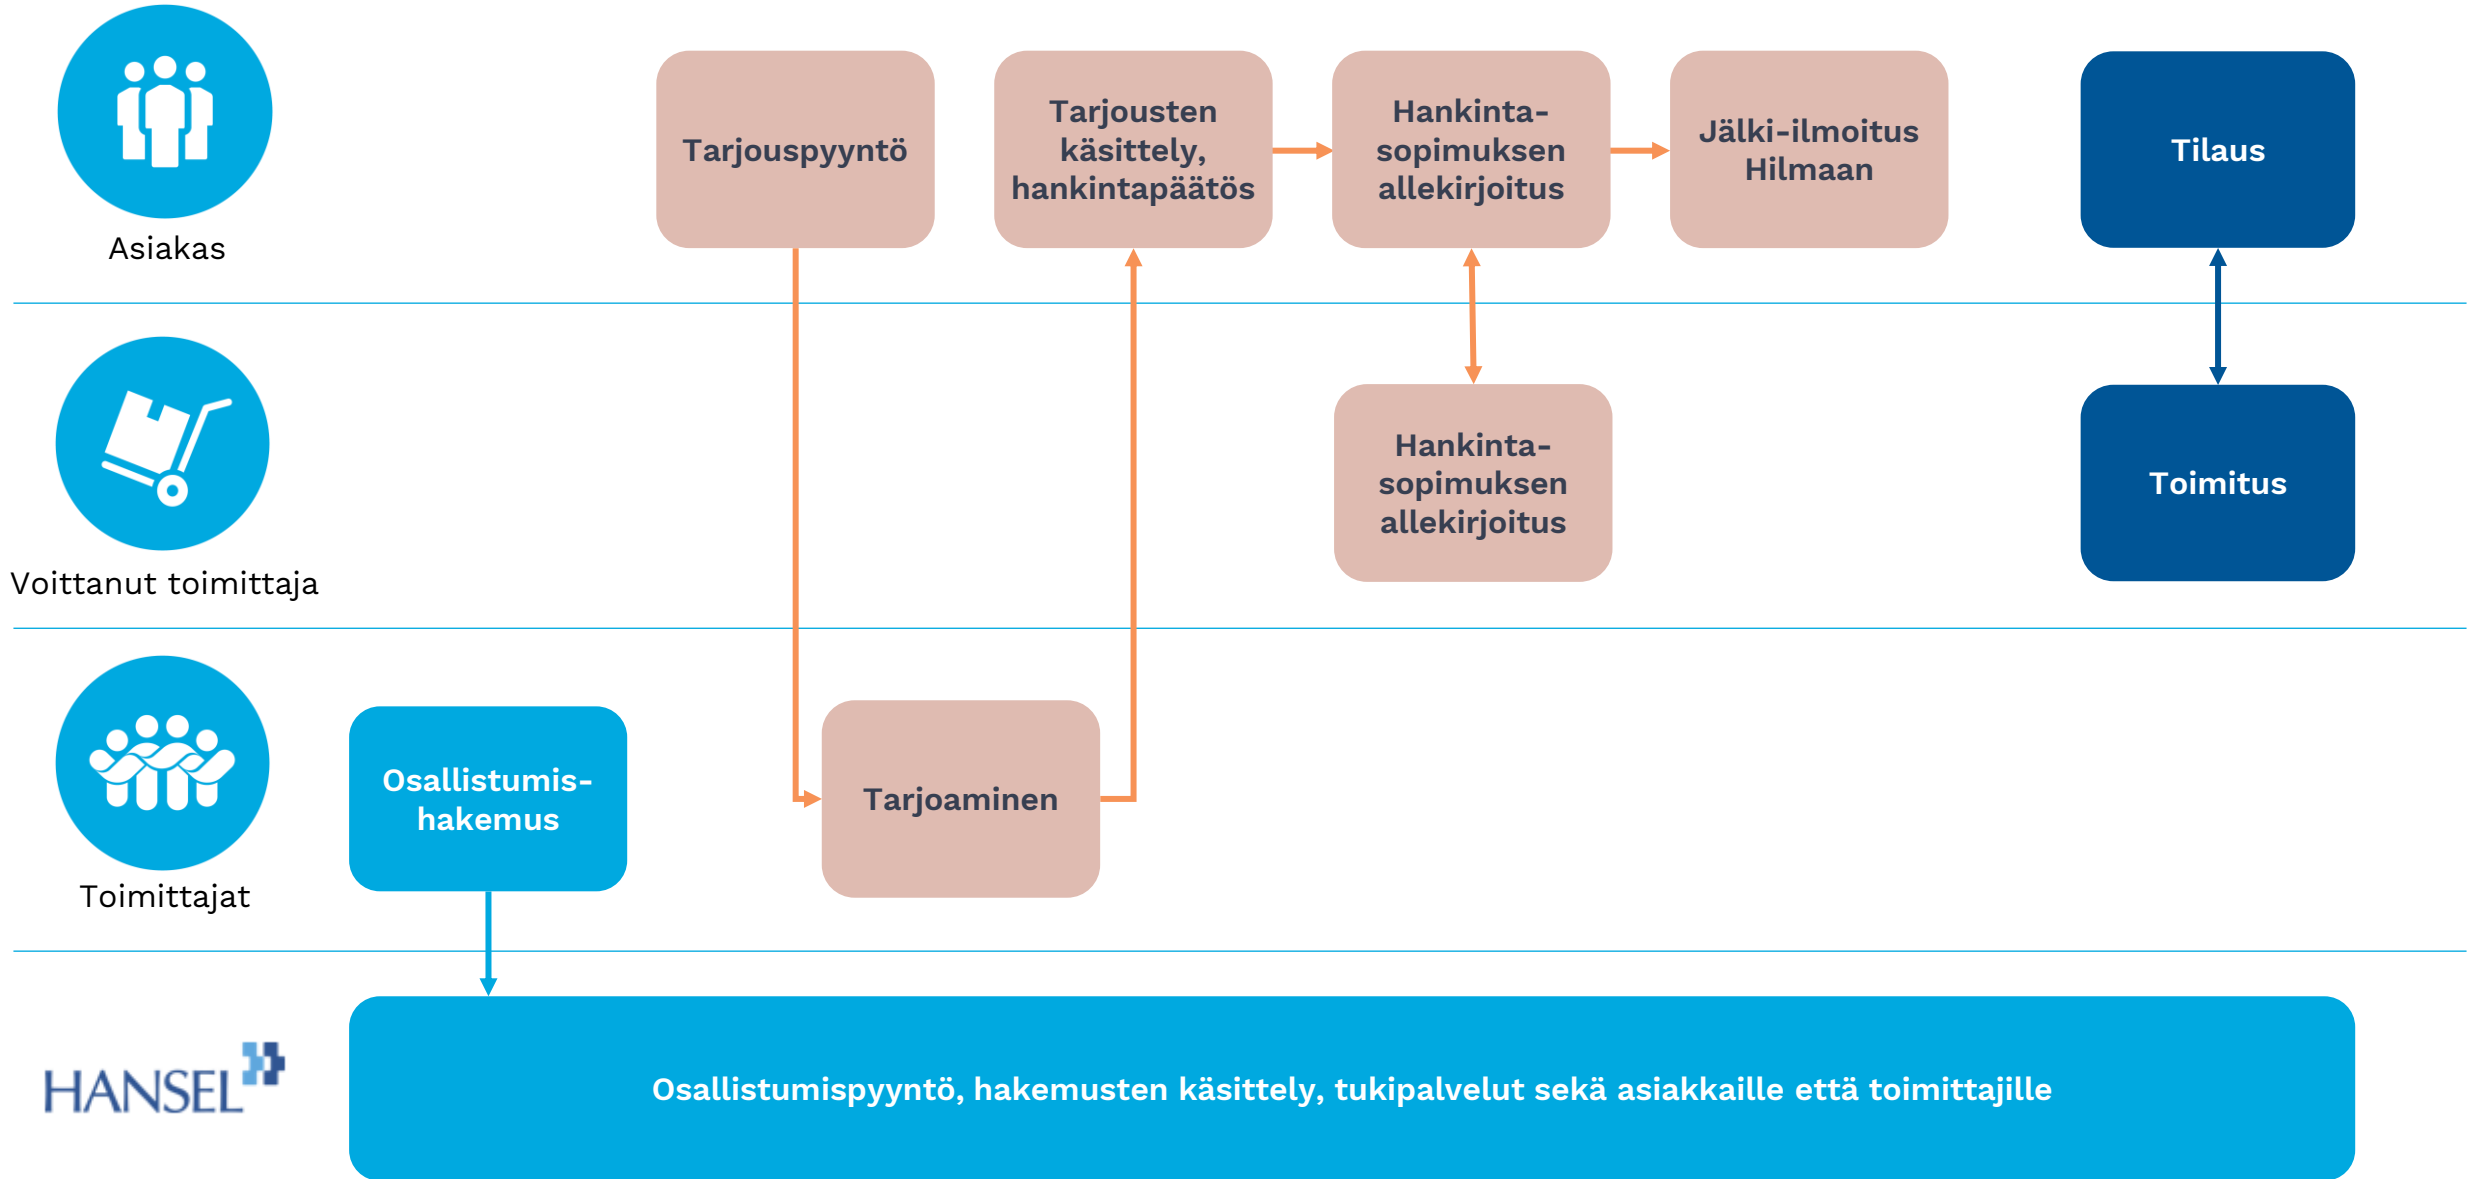 Asiakas
Tarjouspyyntö
Tarjousten
käsittely,
hankintapäätös
Hankinta-
sopimuksen
allekirjoitus
Jälki-ilmoitus
Hilmaan
Tilaus
Voittanut toimittaja
Hankinta-
sopimuksen
allekirjoitus
Toimitus
Toimittajat
Osallistumis-
hakemus
Tarjoaminen
HANSEL
Osallistumispyyntö, hakemusten käsittely, tukipalvelut sekä asiakkaille että toimittajille